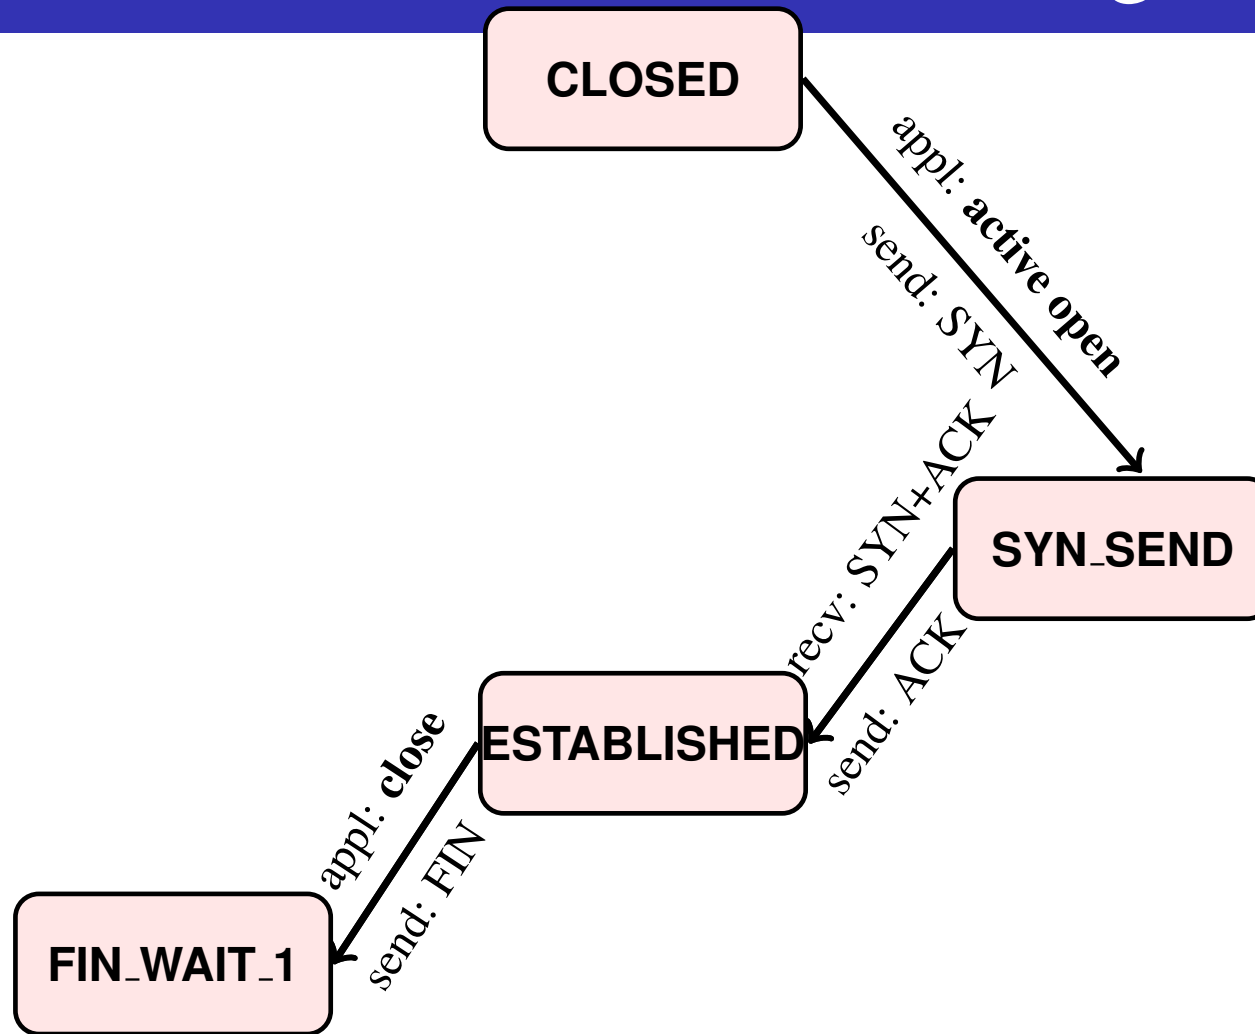 CLOSED
appl: active open
send: SYN
recv: SYN+ACK
SYN_SEND
send: ACK
ESTABLISHED
appl: close
send: FIN
FIN_WAIT_1